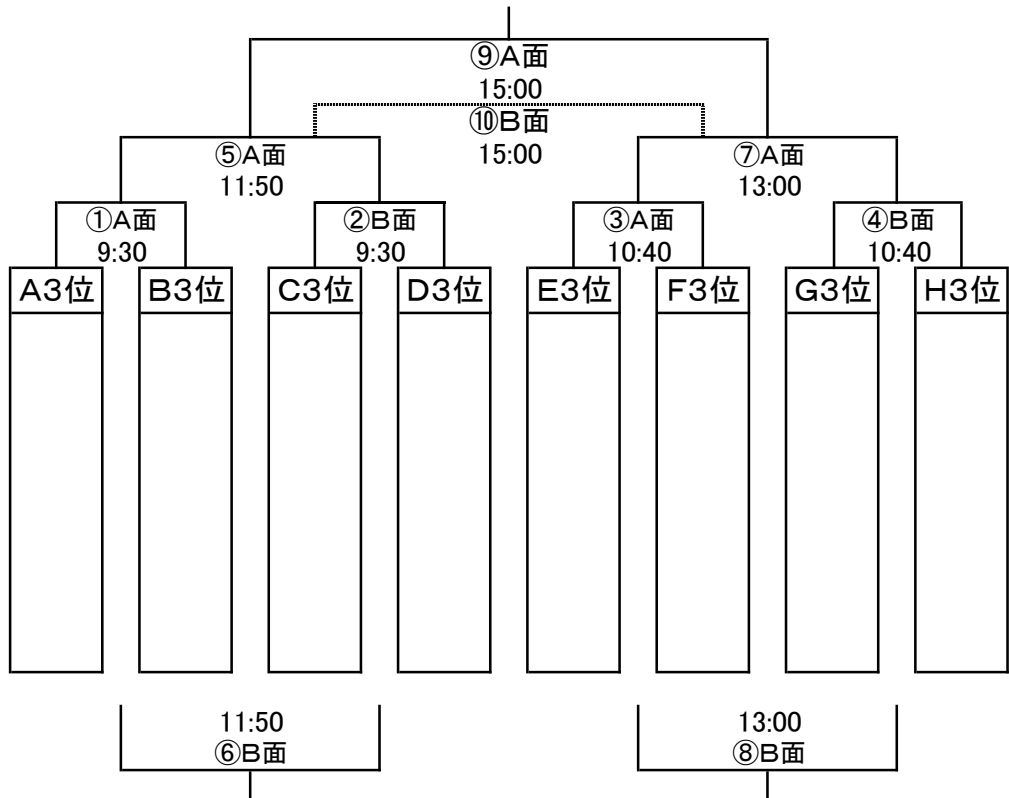 ⑨A面
15:00
⑩B面
15:00
⑤A面
11:50
⑦A面
13:00
①A面
9:30
②B面
9:30
③A面
10:40
④B面
10:40
A3位
B3位
C3位
D3位
E3位
F3位
G3位
H3位
11:50
⑥B面
13:00
⑧B面